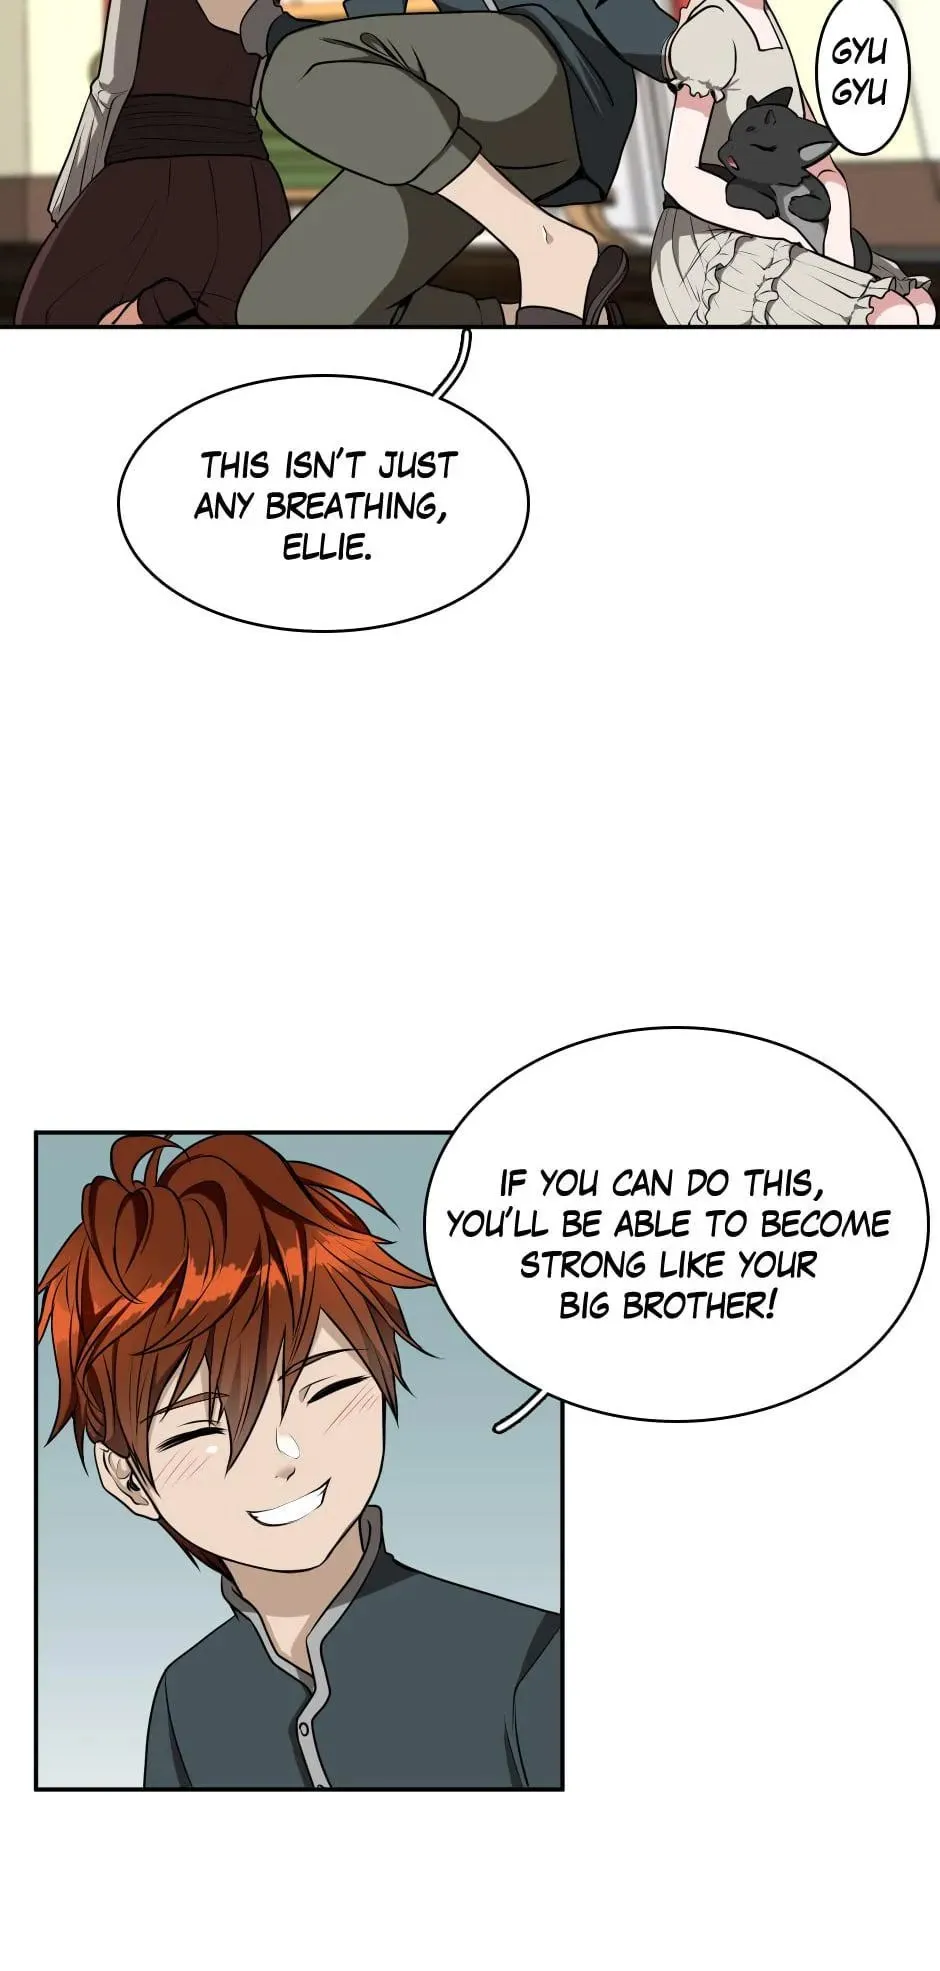 GYU
GYU
THIS ISN'T JUST
ANY BREATHING,
ELLIE.
IF YOU CAN DO THIS,
YOU'LL BE ABLE TO BECOME
STRONG LIKE YOUR
BIG BROTHER!